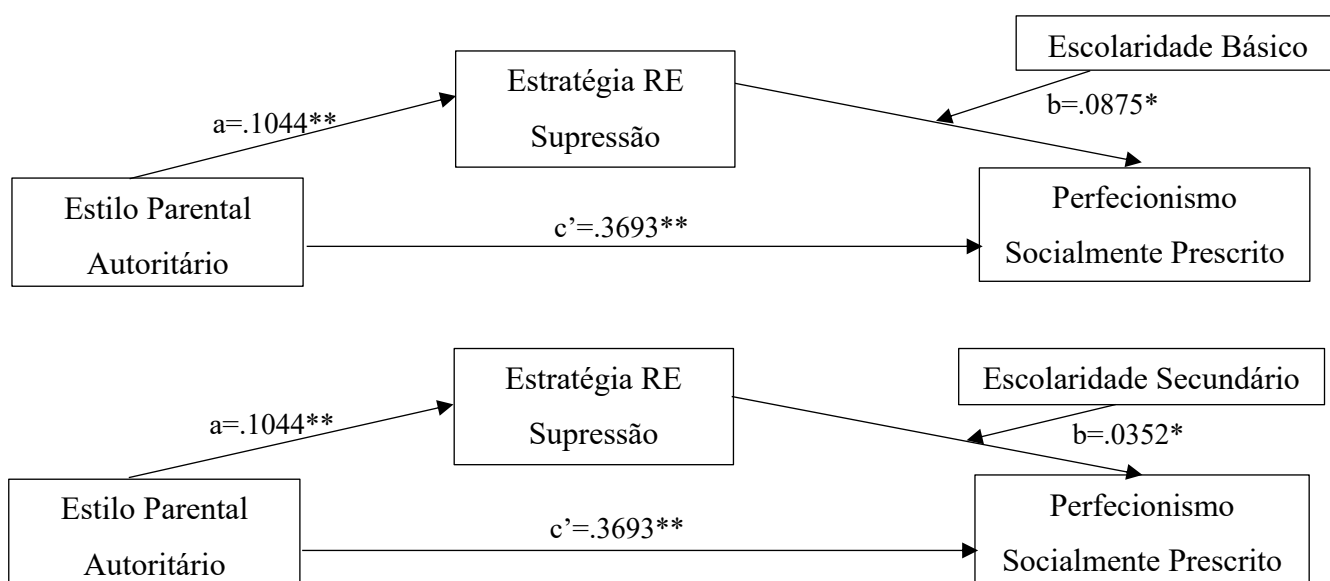 Escolaridade Básico
Estratégia RE
Supressão
b=.0875*
a=.1044**
Estilo Parental
Autoritário
c’=.3693**
Perfecionismo
Socialmente Prescrito
Estratégia RE
Supressão
Escolaridade Secundário
a=.1044**
b=.0352*
Estilo Parental
Autoritário
c’=.3693**
Perfecionismo
Socialmente Prescrito